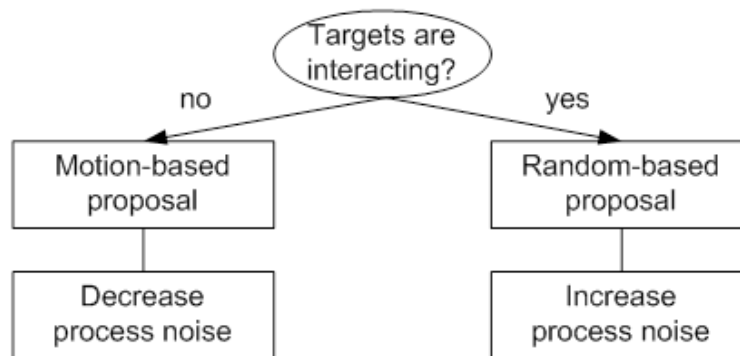 Targets are
interacting?
no
yes
Motion-based
proposal
Random-based
proposal
Decrease
process noise
Increase
process noise